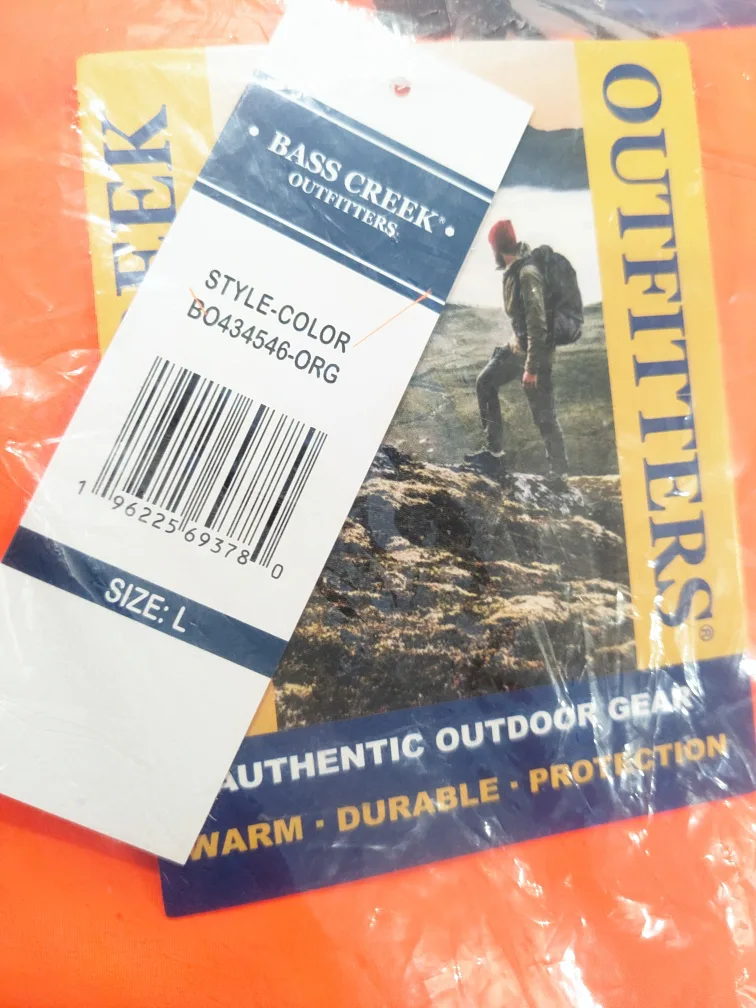 • BASS CREEK® •
OUTFITTERS®
STYLE-COLOR
BO434546-ORG
1 96225 69378 0
SIZE: L
EEK
OUTFITTERS®
AUTHENTIC OUTDOOR GEAR
WARM • DURABLE • PROTECTION